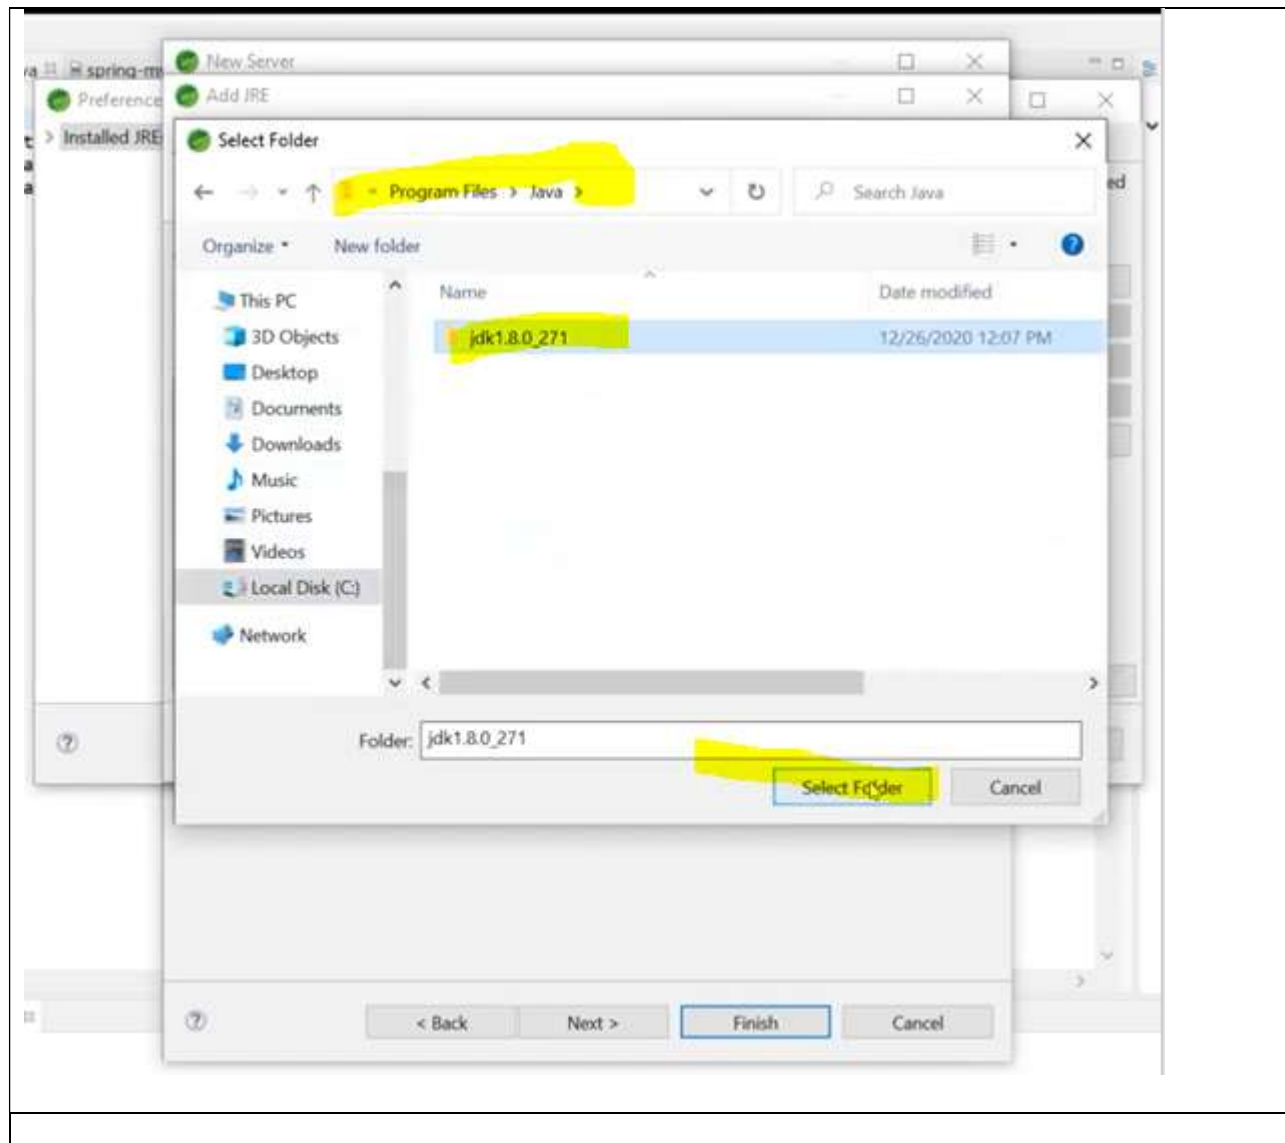 New Server
spring-m
Preference
Add JRE
Installed JRE
Select Folder
Program Files > Java >
Search Java
ed
Organize
New folder
This PC
Name
Date modified
3D Objects
jdk1.8.0_271
12/26/2020 12:07 PM
Desktop
Documents
Downloads
Music
Pictures
Videos
Local Disk (C:)
Network
Folder:
jdk1.8.0_271
Select Folder
Cancel
< Back
Next >
Finish
Cancel